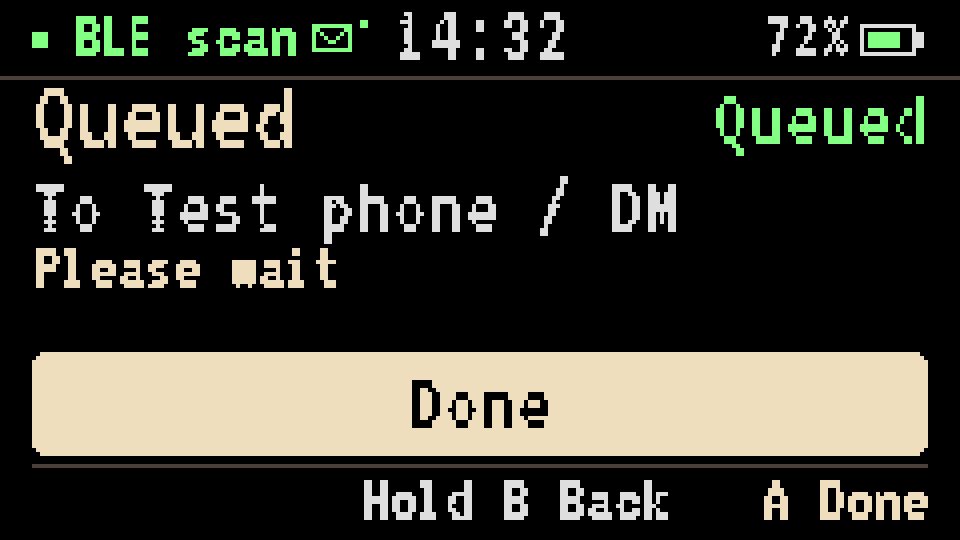 BLE scan 14:32 72%
Queued Queued
To Test phone / DM
Please wait
Done
Hold B Back A Done